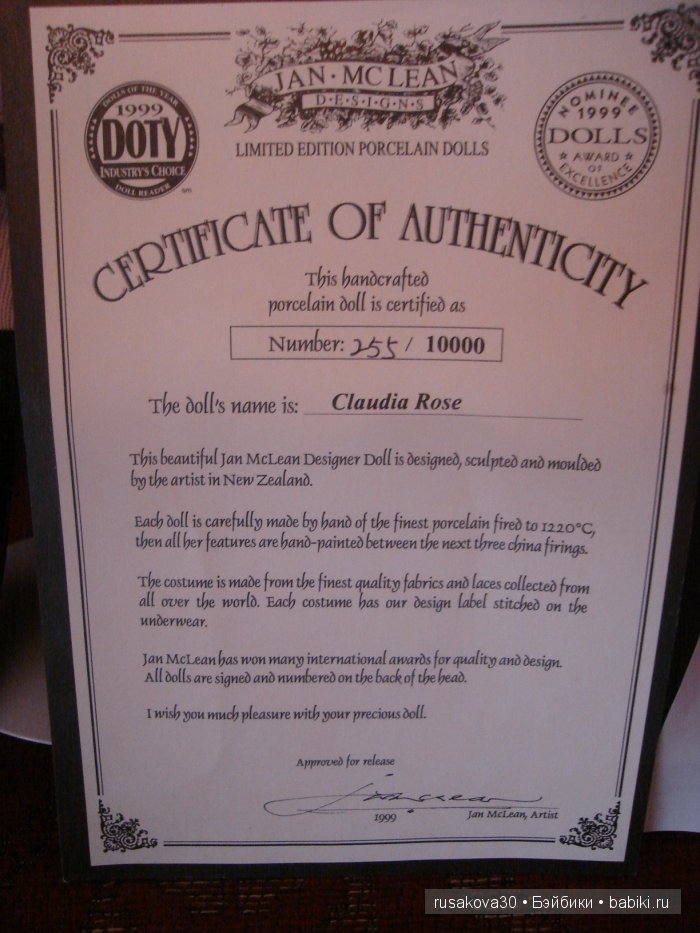 JAN·MCLEAN
DESIGNS
LIMITED EDITION PORCELAIN DOLLS
DOLLS OF THE YEAR
1999
DOTY
INDUSTRY'S CHOICE
DOLL READER
SM
NOMINEE
1999
DOLLS
★ AWARD ★
OF
EXCELLENCE
CERTIFICATE OF AUTHENTICITY
This handcrafted
porcelain doll is certified as
Number: 255 / 10000
The doll's name is: Claudia Rose
This beautiful Jan McLean Designer Doll is designed, sculpted and moulded
by the artist in New Zealand.
Each doll is carefully made by hand of the finest porcelain fired to 1220°C,
then all her features are hand-painted between the next three china firings.
The costume is made from the finest quality fabrics and laces collected from
all over the world. Each costume has our design label stitched on the
underwear.
Jan McLean has won many international awards for quality and design.
All dolls are signed and numbered on the back of the head.
I wish you much pleasure with your precious doll.
Approved for release
1999
Jan McLean, Artist
rusakova30 • Бэйбики • babiki.ru